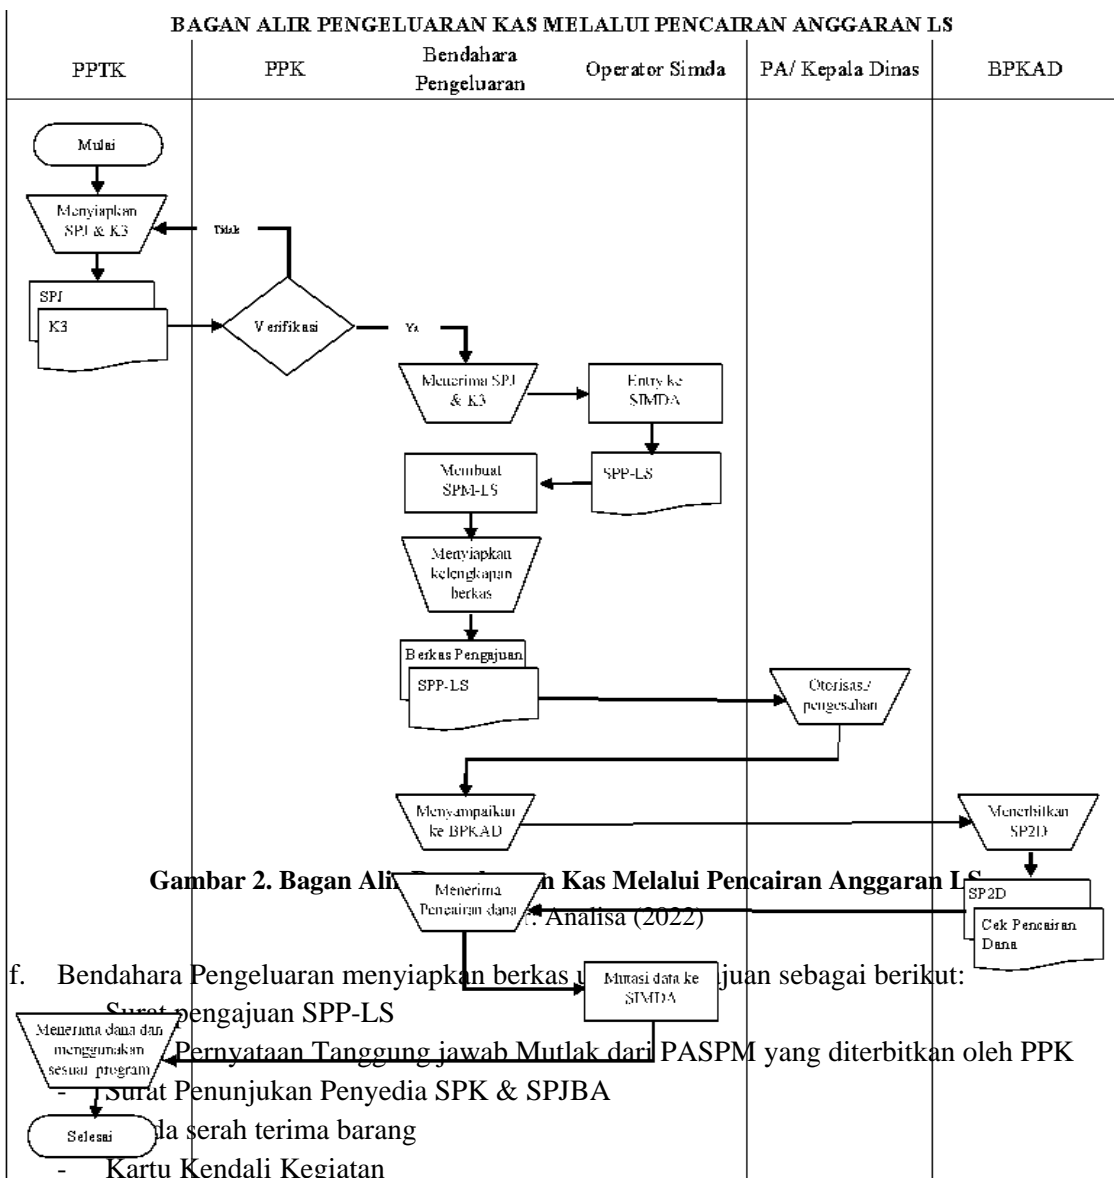 BAGAN ALIR PENGELUARAN KAS MELALUI PENCAIRAN ANGGARAN LS
PPTK
PPK
Bendahara
Pengeluaran
Operator Simda
PA/ Kepala Dinas
BPKAD
Mulai
Menyiapkan
SPJ & K3
Tidak
SPJ
K3
Verifikasi
Ya
Menerima SPJ
& K3
Entry ke
SIMDA
Membuat
SPM-LS
SPP-LS
Menyiapkan
kelengkapan
berkas
Berkas Pengajuan
SPP-LS
Otorisasi/
pengesahan
Menyampaikan
ke BPKAD
Menerbitkan
SP2D
Gambar 2. Bagan Alir Kas Melalui Pencairan Anggaran LS
Menerima
Pencairan dana
SP2D
Cek Pencairan
Dana
Analisa (2022)
f. Bendahara Pengeluaran menyiapkan berkas sebagai berikut:
Mutasi data ke
SIMDA
Surat pengajuan SPP-LS
Menerima dana dan
menggunakan
sesuai program
Pernyataan Tanggung jawab Mutlak dari PASPM yang diterbitkan oleh PPK
- Surat Penunjukan Penyedia SPK & SPJBA
Selesai
serah terima barang
- Kartu Kendali Kegiatan